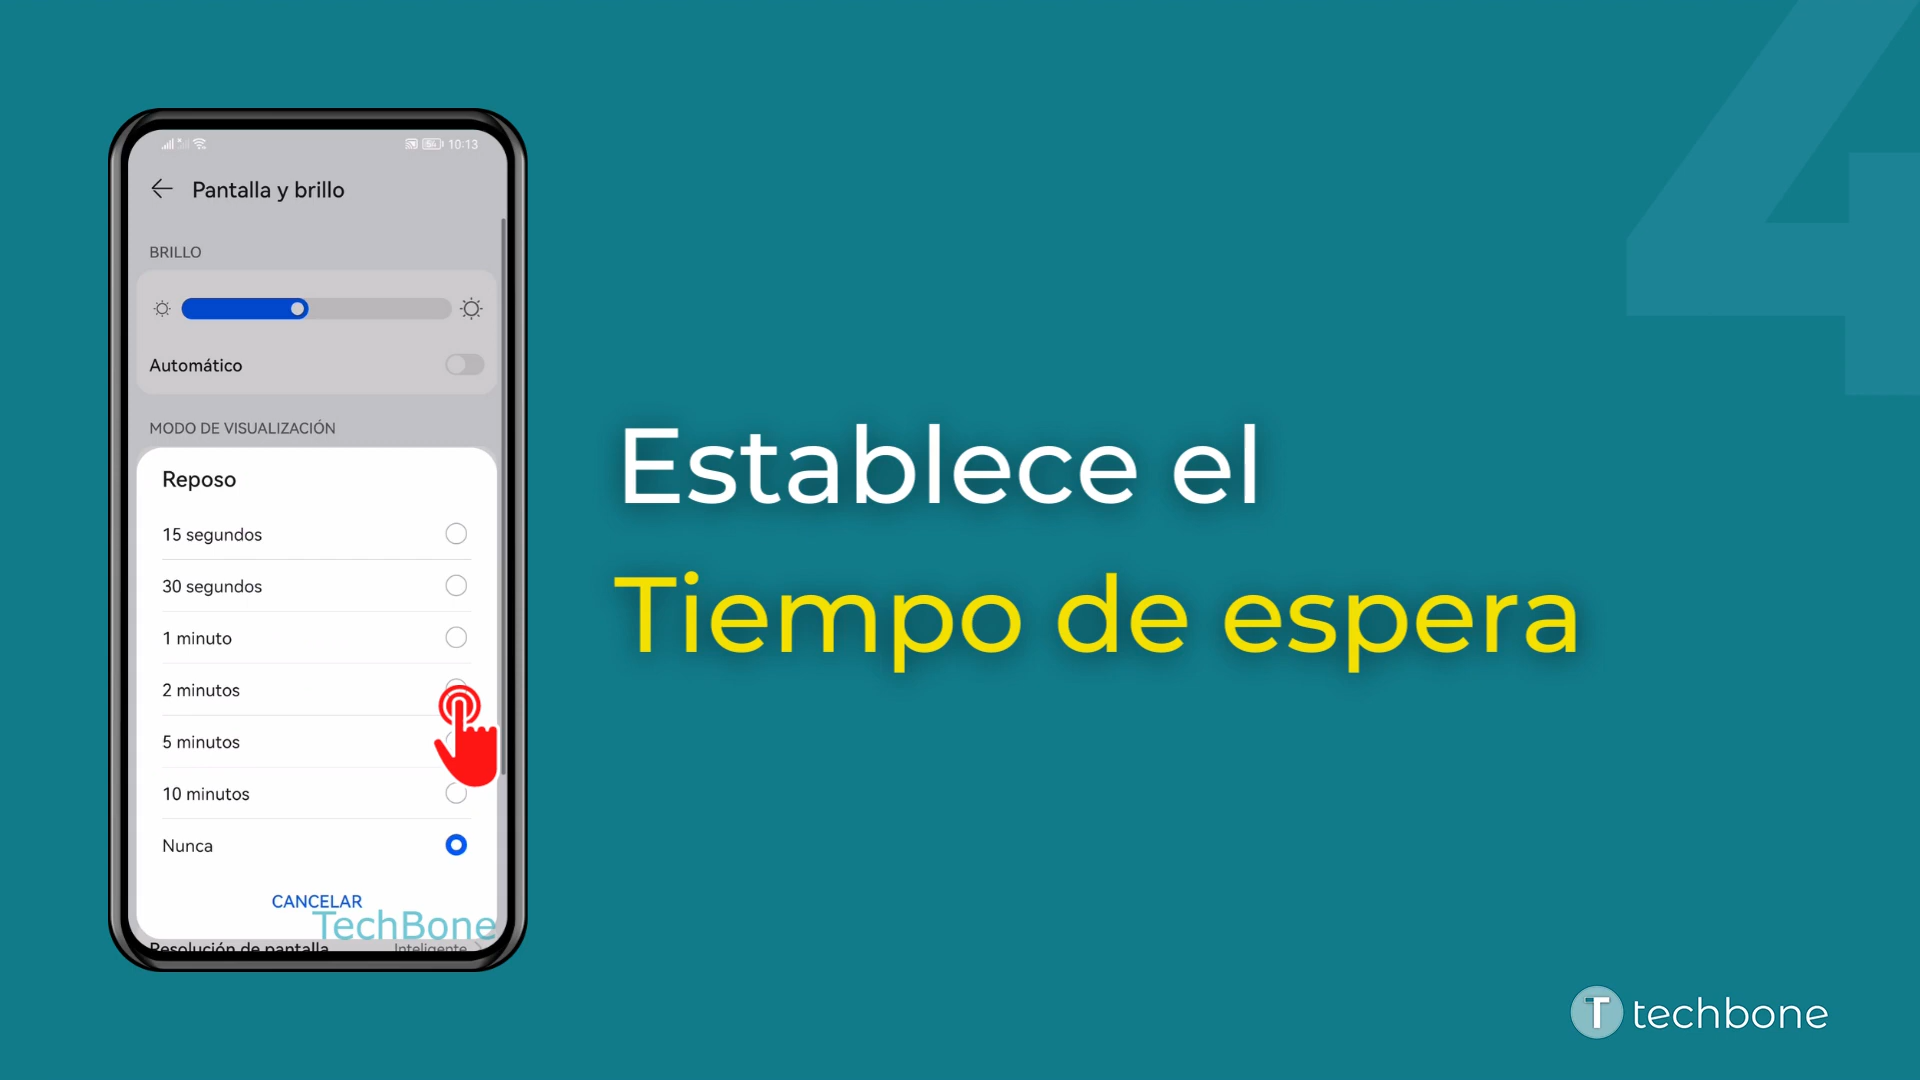 4
10:13
Pantalla y brillo
BRILLO
Automático
MODO DE VISUALIZACIÓN
Reposo
15 segundos
30 segundos
1 minuto
2 minutos
5 minutos
10 minutos
Nunca
CANCELAR
TechBone
Resolución de pantalla Inteligente
Establece el
Tiempo de espera
T techbone